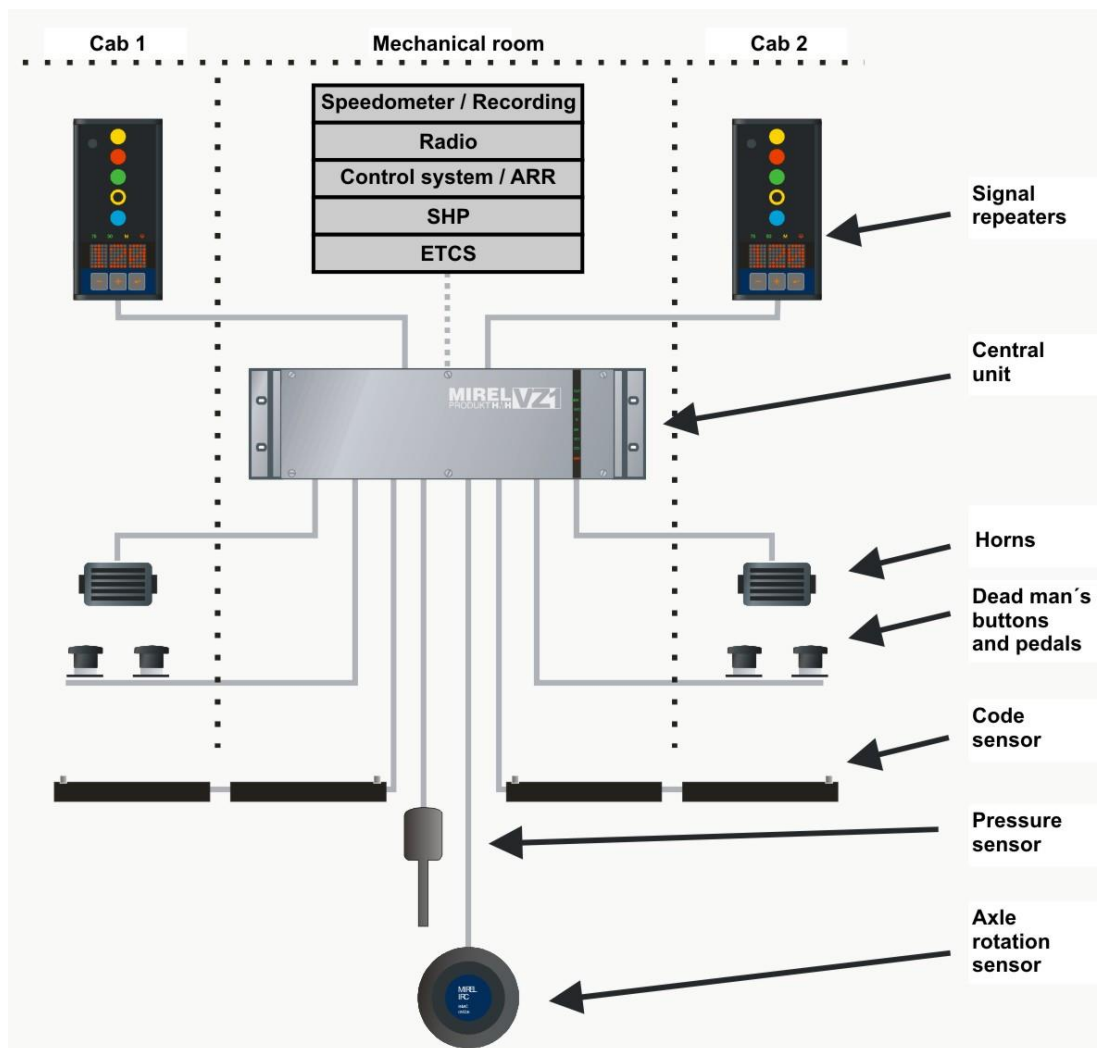 Cab 1
Mechanical room
Cab 2
Speedometer / Recording
Radio
Control system / ARR
SHP
ETCS
Signal
repeaters
Central
unit
MIREL
PRODUKT
VZ1
Horns
Dead man´s
buttons
and pedals
Code
sensor
Pressure
sensor
Axle
rotation
sensor
MIREL
IRC